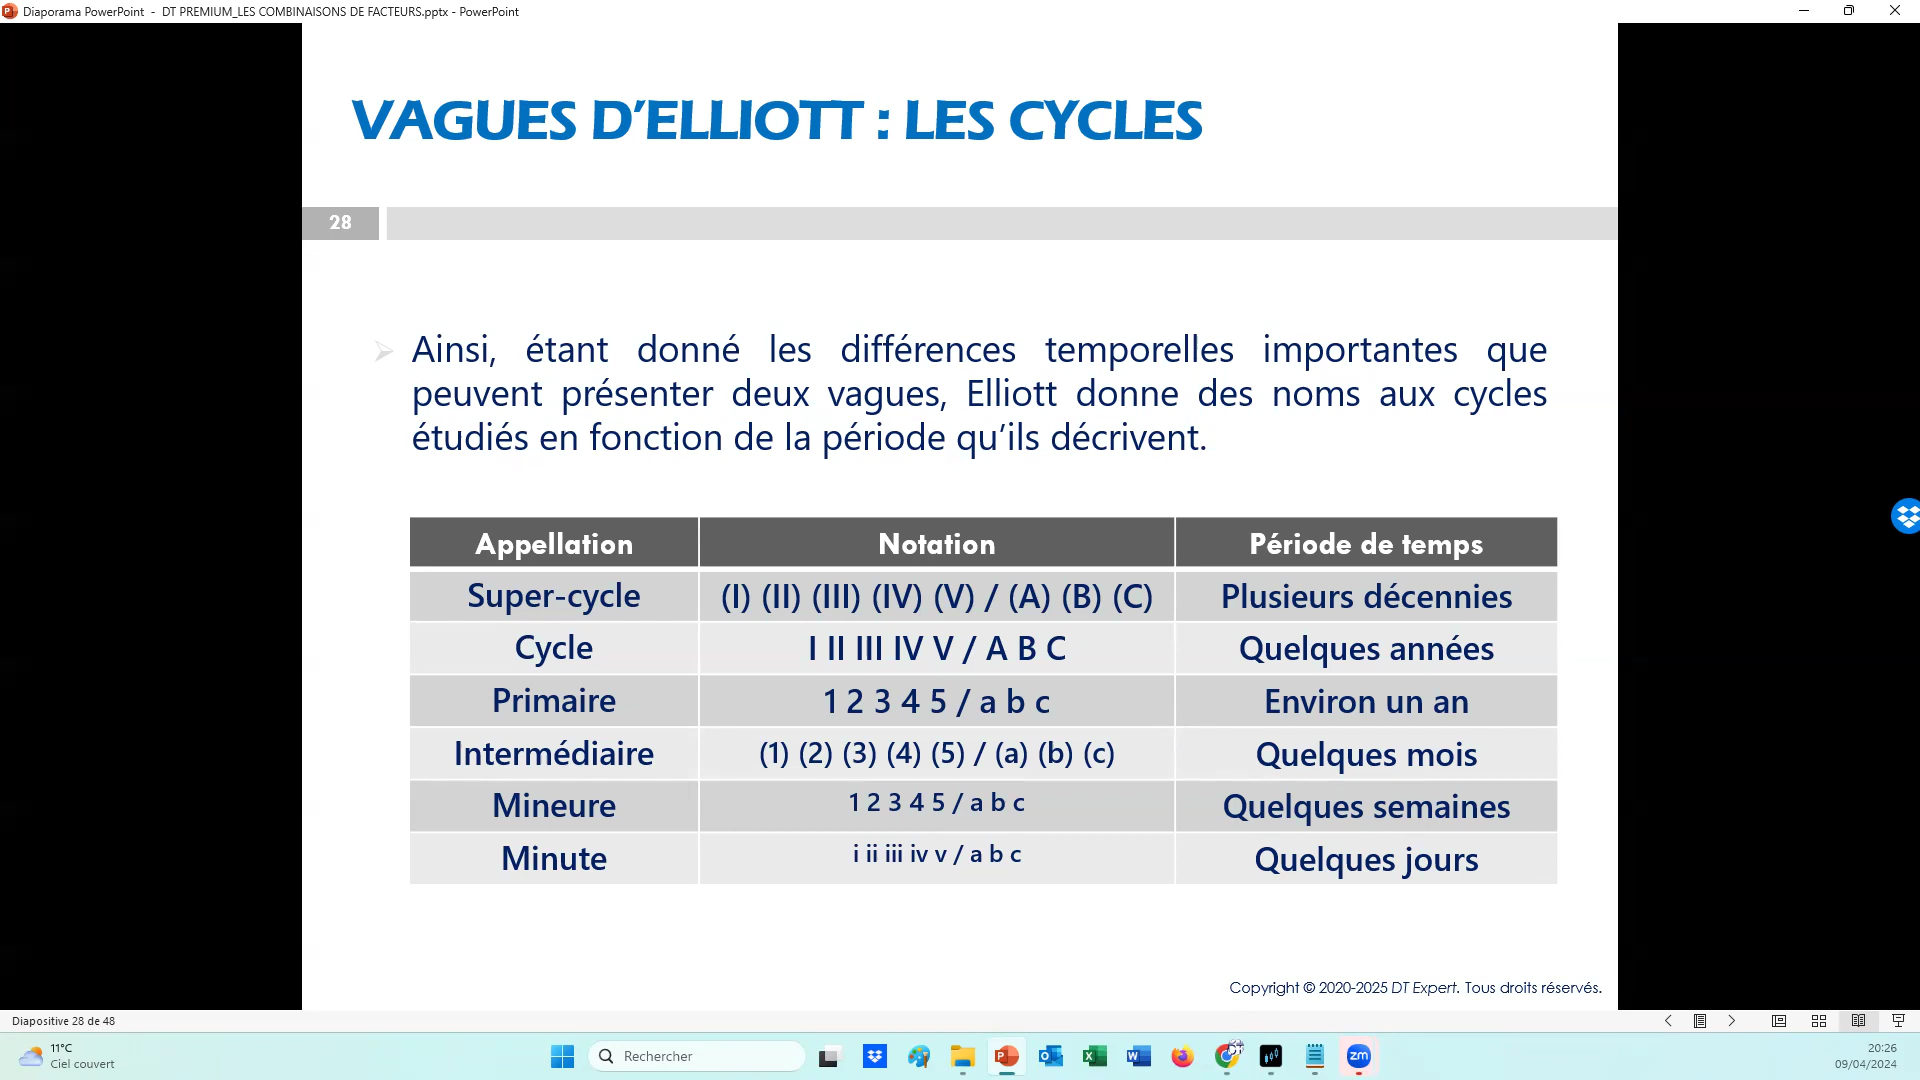 Diaporama PowerPoint - DT PREMIUM_LES COMBINAISONS DE FACTEURS.pptx - PowerPoint
VAGUES D’ELLIOTT : LES CYCLES
28
Ainsi, étant donné les différences temporelles importantes que
peuvent présenter deux vagues, Elliott donne des noms aux cycles
étudiés en fonction de la période qu’ils décrivent.
Appellation Notation Période de temps
Super-cycle (I) (II) (III) (IV) (V) / (A) (B) (C) Plusieurs décennies
Cycle I II III IV V / A B C Quelques années
Primaire 1 2 3 4 5 / a b c Environ un an
Intermédiaire (1) (2) (3) (4) (5) / (a) (b) (c) Quelques mois
Mineure 1 2 3 4 5 / a b c Quelques semaines
Minute i ii iii iv v / a b c Quelques jours
Copyright © 2020-2025 DT Expert. Tous droits réservés.
Diapositive 28 de 48
11°C
Ciel couvert
Rechercher
zm
20:26
09/04/2024